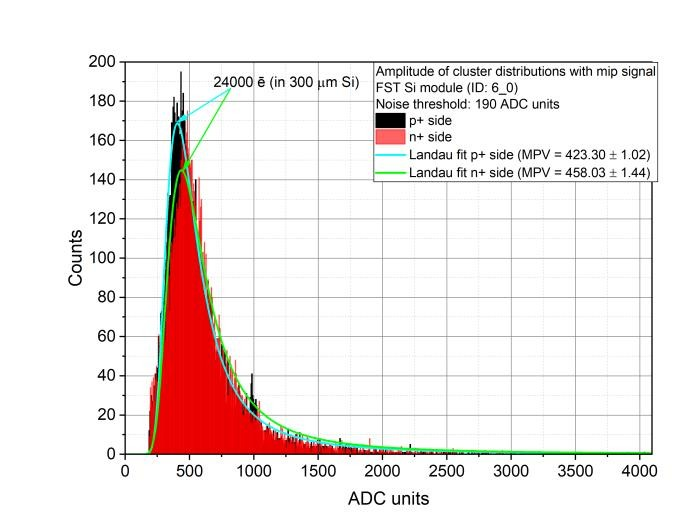 Amplitude of cluster distributions with mip signal
FST Si module (ID: 6_0)
Noise threshold: 190 ADC units
p+ side
n+ side
Landau fit p+ side (MPV = 423.30 ± 1.02)
Landau fit n+ side (MPV = 458.03 ± 1.44)
24000 ē (in 300 μm Si)
Counts
200
180
160
140
120
100
80
60
40
20
0
0 500 1000 1500 2000 2500 3000 3500 4000
ADC units